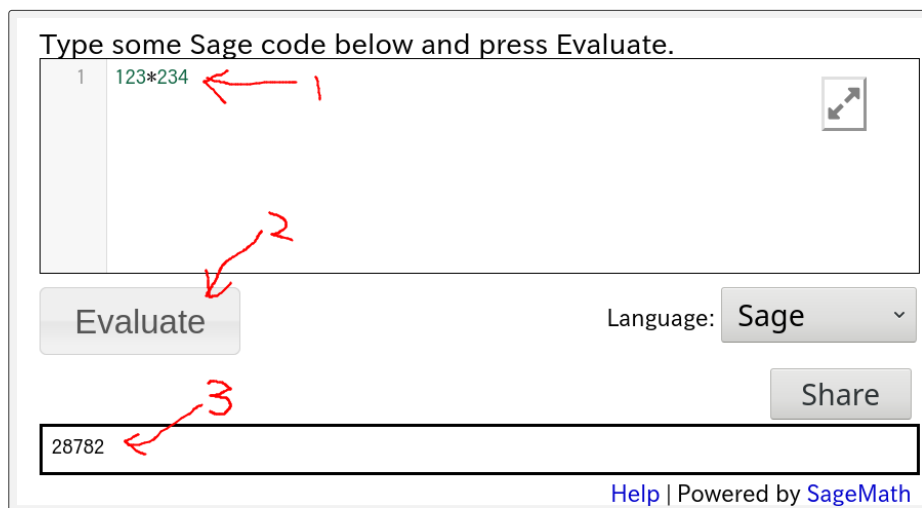 Type some Sage code below and press Evaluate.
1 123*234
1
2
Evaluate
Language: Sage
Share
3
28782
Help | Powered by SageMath